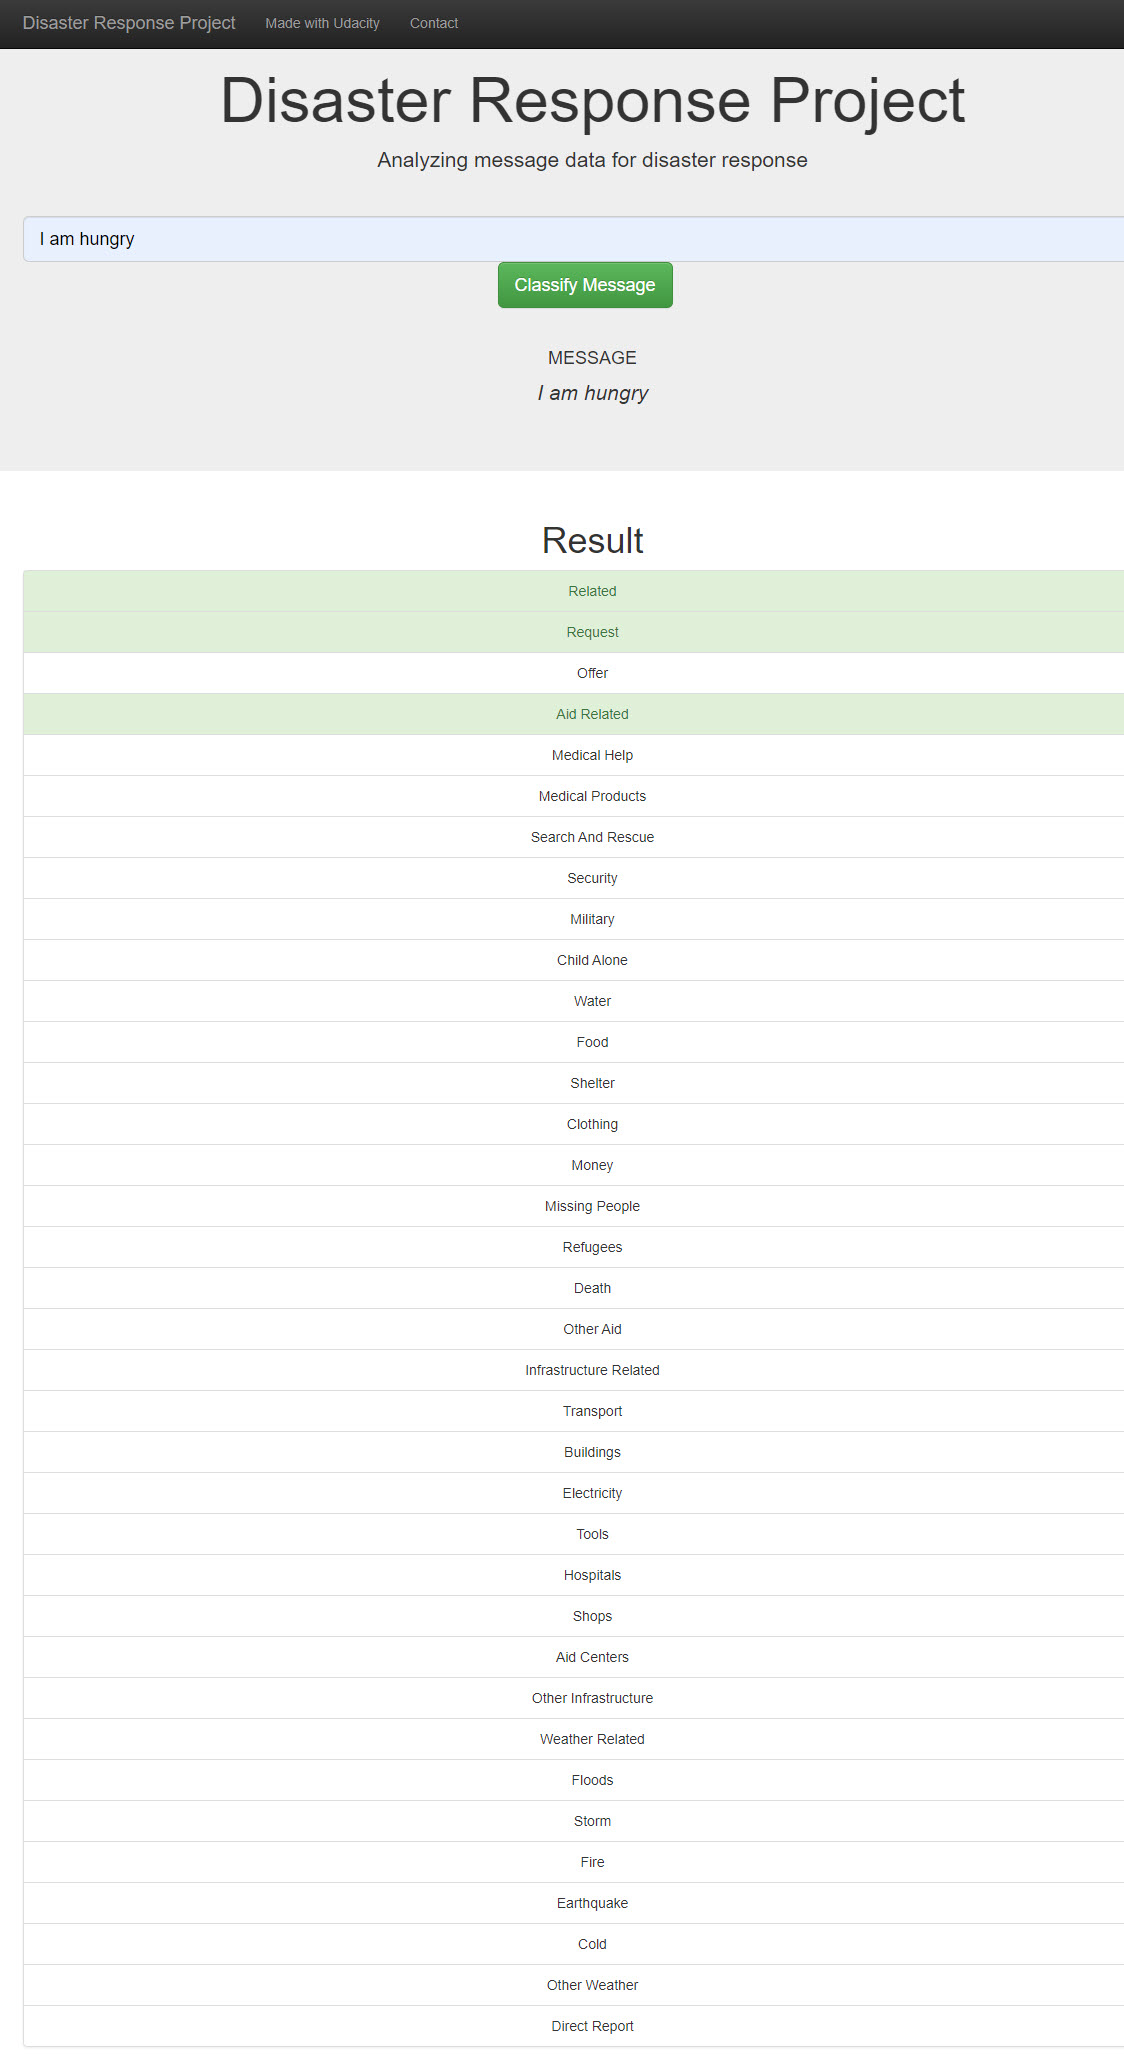 Disaster Response Project Made with Udacity Contact
Disaster Response Project
Analyzing message data for disaster response
I am hungry
Classify Message
MESSAGE
I am hungry
Result
Related
Request
Offer
Aid Related
Medical Help
Medical Products
Search And Rescue
Security
Military
Child Alone
Water
Food
Shelter
Clothing
Money
Missing People
Refugees
Death
Other Aid
Infrastructure Related
Transport
Buildings
Electricity
Tools
Hospitals
Shops
Aid Centers
Other Infrastructure
Weather Related
Floods
Storm
Fire
Earthquake
Cold
Other Weather
Direct Report